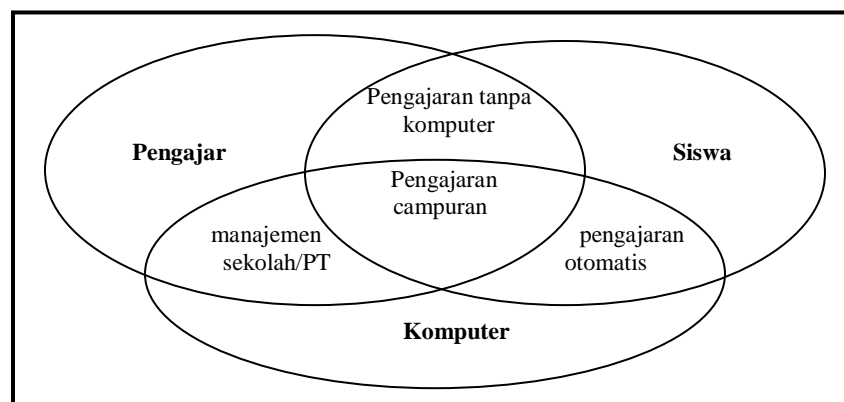 Pengajaran tanpa
komputer
Pengajar
Siswa
Pengajaran
campuran
manajemen
sekolah/PT
pengajaran
otomatis
Komputer